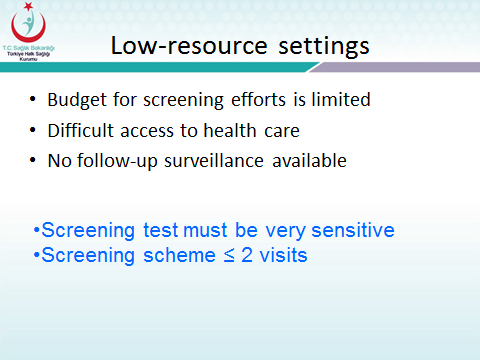 T.C. Sağlık Bakanlığı
Türkiye Halk Sağlığı
Kurumu
Low-resource settings
• Budget for screening efforts is limited
• Difficult access to health care
• No follow-up surveillance available
•Screening test must be very sensitive
•Screening scheme ≤ 2 visits